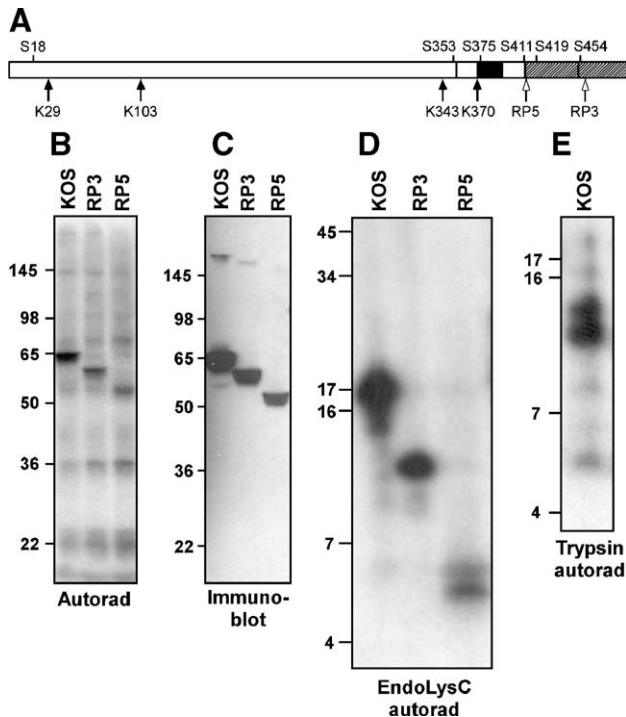 A
S18 S353 S375 S411 S419 S454
K29 K103 K343 K370 RP5 RP3
B
KOS RP3 RP5
145
98
65
50
36
22
Autorad
C
KOS RP3 RP5
145
98
65
50
36
22
Immuno-
blot
D
KOS RP3 RP5
45
34
17
16
7
4
EndoLysC
autorad
E
KOS
17
16
7
4
Trypsin
autorad